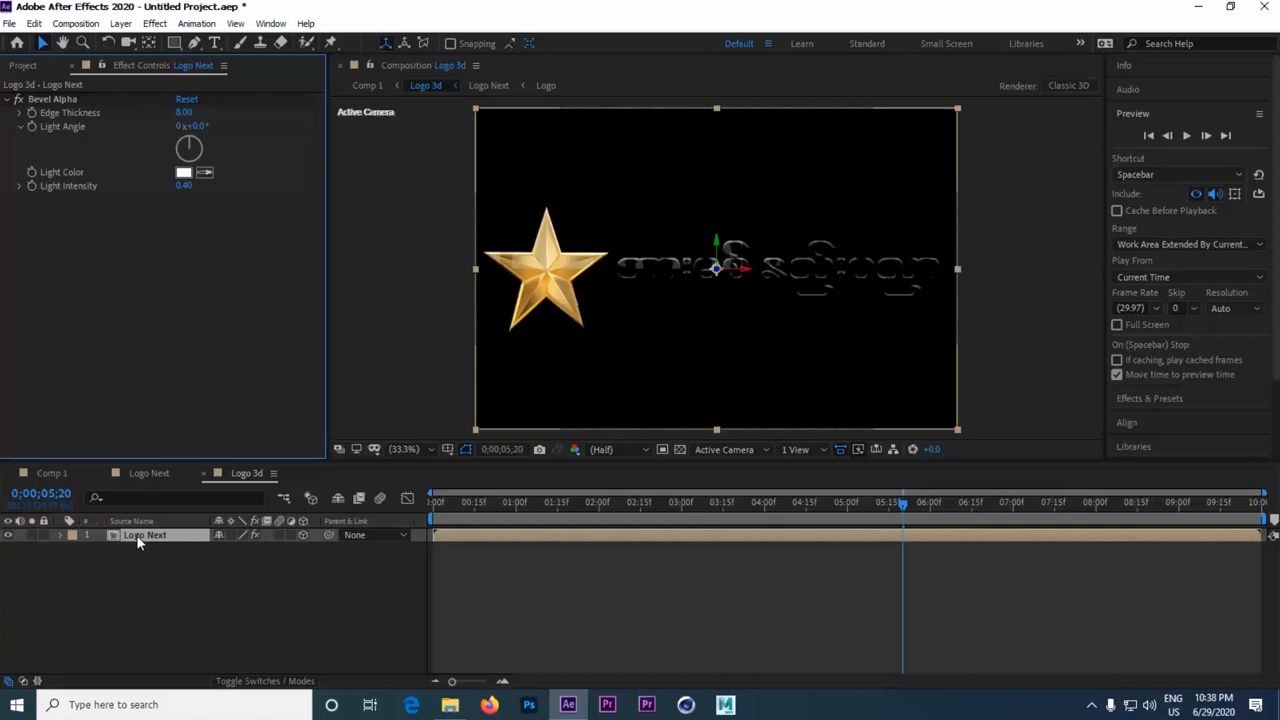 Adobe After Effects 2020 - Untitled Project.aep *
File Edit Composition Layer Effect Animation View Window Help
Snapping Default Learn Standard Small Screen Libraries Search Help
Project Effect Controls Logo Next Composition Logo 3d Info
Logo 3d • Logo Next Comp 1 Logo 3d Logo Next Logo Renderer: Classic 3D Audio
fx Bevel Alpha Reset
Edge Thickness 8.00 Active Camera Preview
Light Angle 0x+0.0°
Shortcut
Light Color Spacebar
Light Intensity 0.40 Include:
Cache Before Playback
Range
Work Area Extended By Current...
Play From
Current Time
Frame Rate Skip Resolution
(29.97) 0 Auto
Full Screen
On (Spacebar) Stop:
If caching, play cached frames
Move time to preview time
Effects & Presets
Align
(33.3%) 0;00;05;20 (Half) Active Camera 1 View +0.0 Libraries
Comp 1 Logo Next Logo 3d
0;00;05;20
# Source Name Parent & Link
1 Logo Next fx None
00:15f 01:00f 01:15f 02:00f 02:15f 03:00f 03:15f 04:00f 04:15f 05:00f 05:15f 06:00f 06:15f 07:00f 07:15f 08:00f 08:15f 09:00f 09:15f 10:0
Toggle Switches / Modes
Type here to search Ps Ae Pr Pr M ENG US 10:38 PM 6/29/2020